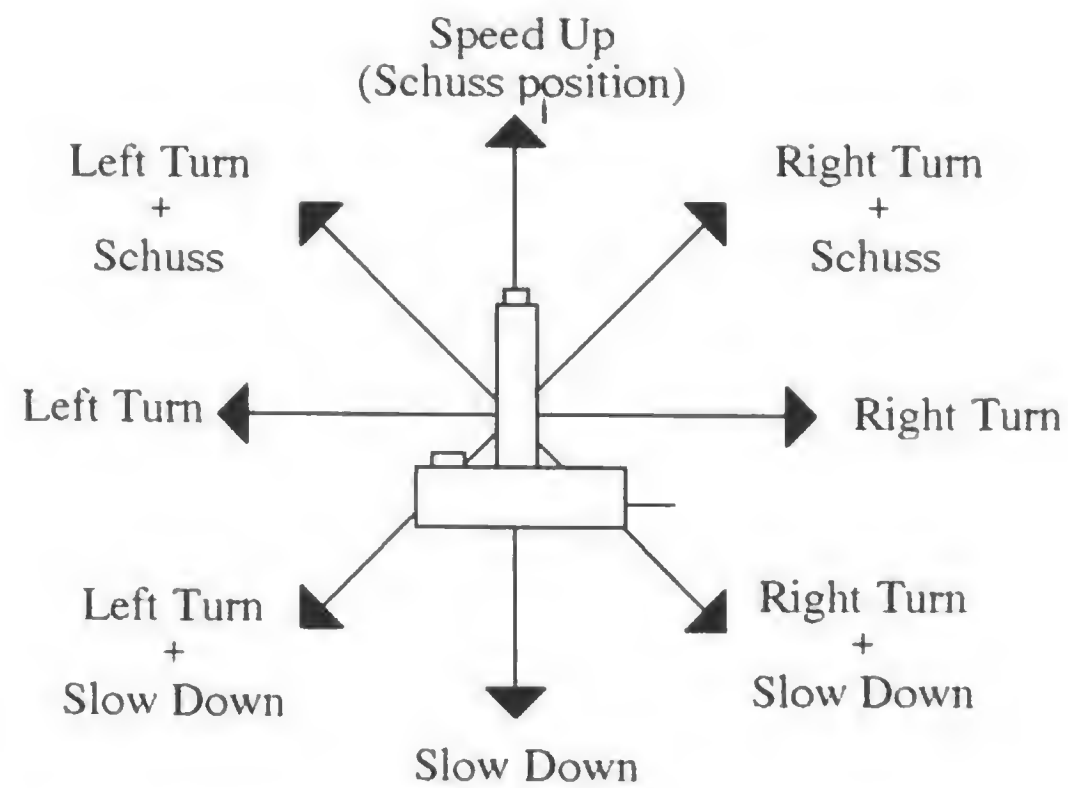 Speed Up
(Schuss position)
Left Turn
+
Schuss
Right Turn
+
Schuss
Left Turn
Right Turn
Left Turn
+
Slow Down
Right Turn
+
Slow Down
Slow Down